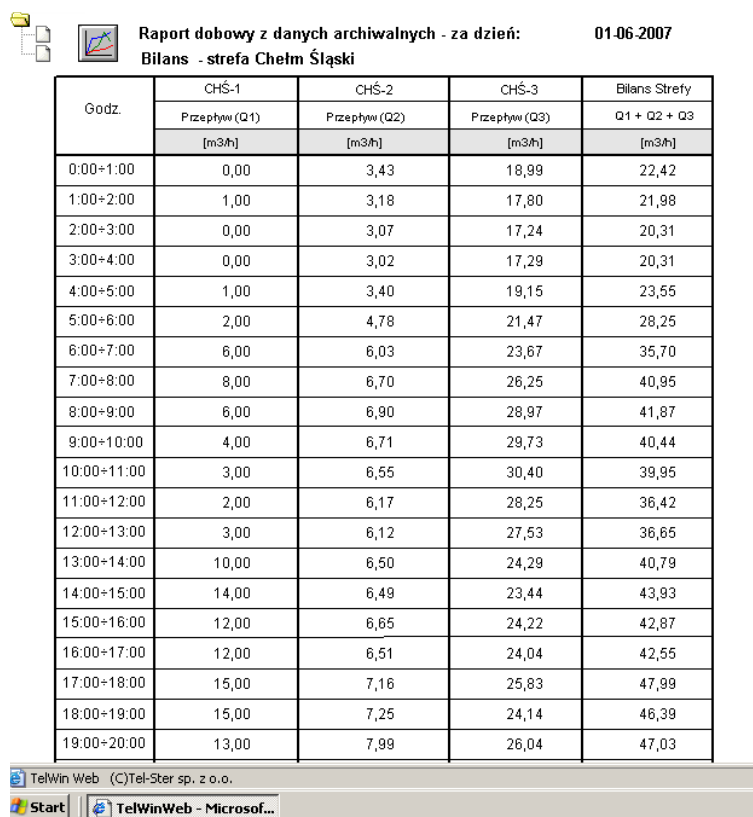 Raport dobowy z danych archiwalnych - za dzień: 01-06-2007
Bilans - strefa Chełm Śląski
Godz. CHŚ-1 CHŚ-2 CHŚ-3 Bilans Strefy
Przepływ (Q1) Przepływ (Q2) Przepływ (Q3) Q1 + Q2 + Q3
[m3/h] [m3/h] [m3/h] [m3/h]
0:00÷1:00 0,00 3,43 18,99 22,42
1:00÷2:00 1,00 3,18 17,80 21,98
2:00÷3:00 0,00 3,07 17,24 20,31
3:00÷4:00 0,00 3,02 17,29 20,31
4:00÷5:00 1,00 3,40 19,15 23,55
5:00÷6:00 2,00 4,78 21,47 28,25
6:00÷7:00 6,00 6,03 23,67 35,70
7:00÷8:00 8,00 6,70 26,25 40,95
8:00÷9:00 6,00 6,90 28,97 41,87
9:00÷10:00 4,00 6,71 29,73 40,44
10:00÷11:00 3,00 6,55 30,40 39,95
11:00÷12:00 2,00 6,17 28,25 36,42
12:00÷13:00 3,00 6,12 27,53 36,65
13:00÷14:00 10,00 6,50 24,29 40,79
14:00÷15:00 14,00 6,49 23,44 43,93
15:00÷16:00 12,00 6,65 24,22 42,87
16:00÷17:00 12,00 6,51 24,04 42,55
17:00÷18:00 15,00 7,16 25,83 47,99
18:00÷19:00 15,00 7,25 24,14 46,39
19:00÷20:00 13,00 7,99 26,04 47,03
TelWin Web (C)Tel-Ster sp. z o.o.
Start TelWinWeb - Microsof...